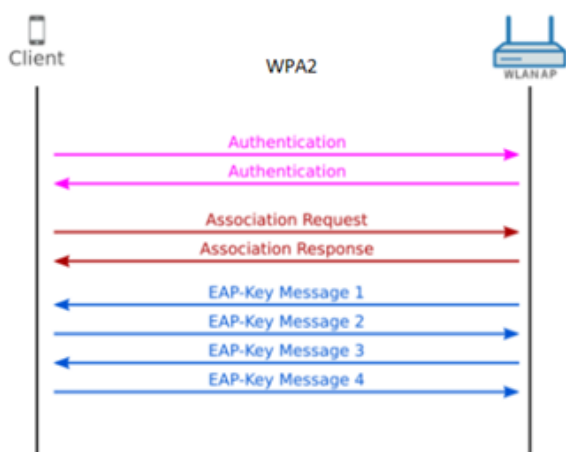 Client
WPA2
WLAN AP
Authentication
Authentication
Association Request
Association Response
EAP-Key Message 1
EAP-Key Message 2
EAP-Key Message 3
EAP-Key Message 4